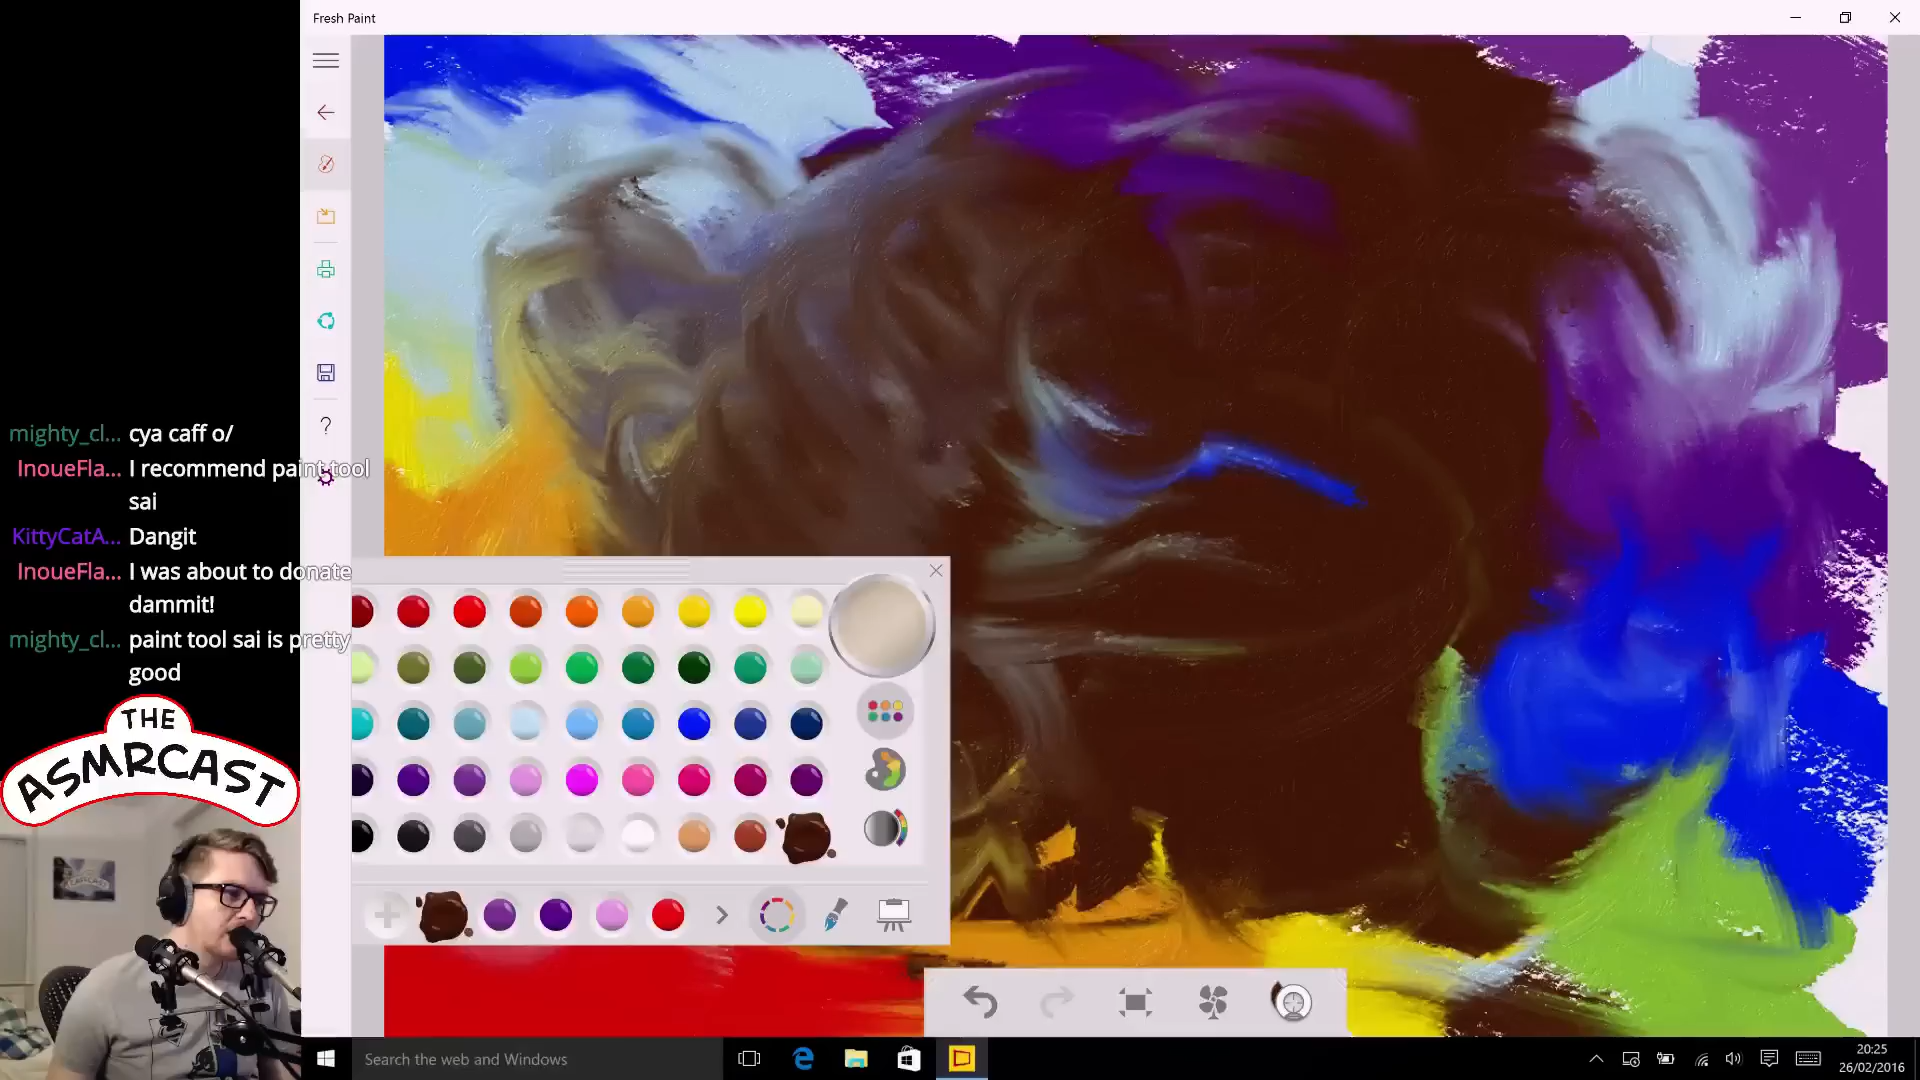 Fresh Paint
mighty_cl... cya caff o/
InoueFla... I recommend paint tool
sai
KittyCatA... Dangit
InoueFla... I was about to donate
dammit!
mighty_cl... paint tool sai is pretty
good
THE
ASMRCAST
?
Search the web and Windows
20:25
26/02/2016